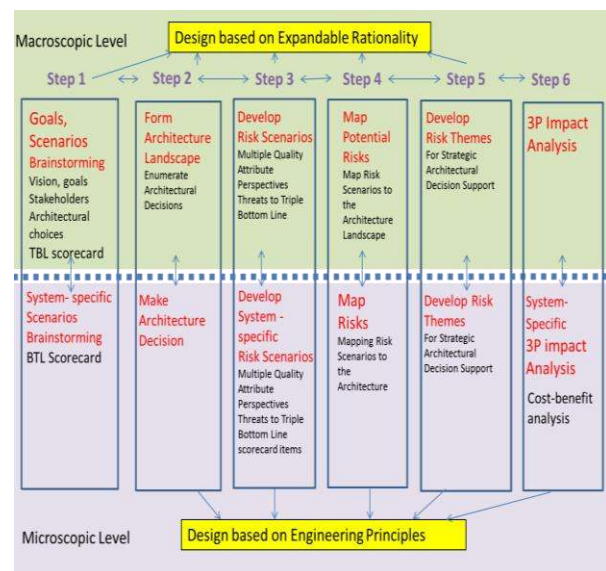 Macroscopic Level
Design based on Expandable Rationality
Step 1
Step 2
Step 3
Step 4
Step 5
Step 6
Goals,
Scenarios
Brainstorming
Vision, goals
Stakeholders
Architectural
choices
TBL scorecard
Form
Architecture
Landscape
Enumerate
Architectural
Decisions
Develop
Risk Scenarios
Multiple Quality
Attribute
Perspectives
Threats to Triple
Bottom Line
Map
Potential
Risks
Map Risk
Scenarios to
the
Architecture
Landscape
Develop
Risk Themes
For Strategic
Architectural
Decision Support
3P Impact
Analysis
System- specific
Scenarios
Brainstorming
BTL Scorecard
Make
Architecture
Decision
Develop
System -
specific
Risk Scenarios
Multiple Quality
Attribute
Perspectives
Threats to Triple
Bottom Line
scorecard items
Map
Risks
Mapping Risk
Scenarios to
the
Architecture
Develop Risk
Themes
For Strategic
Architectural
Decision Support
System-
Specific
3P impact
Analysis
Cost-benefit
analysis
Microscopic Level
Design based on Engineering Principles